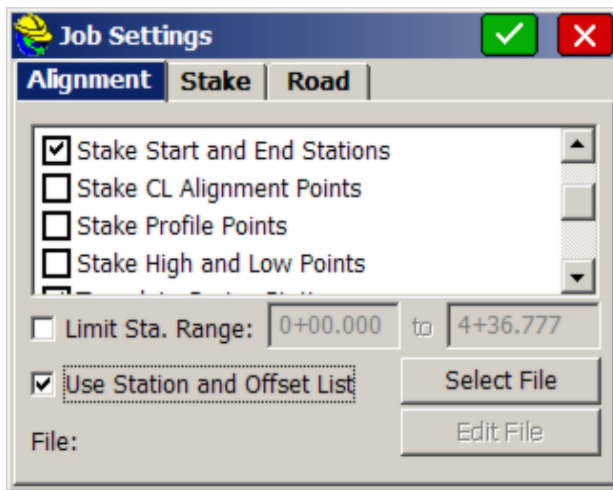 Job Settings
Alignment Stake Road
Stake Start and End Stations
Stake CL Alignment Points
Stake Profile Points
Stake High and Low Points
Limit Sta. Range: 0+00.000 to 4+36.777
Use Station and Offset List Select File
File: Edit File